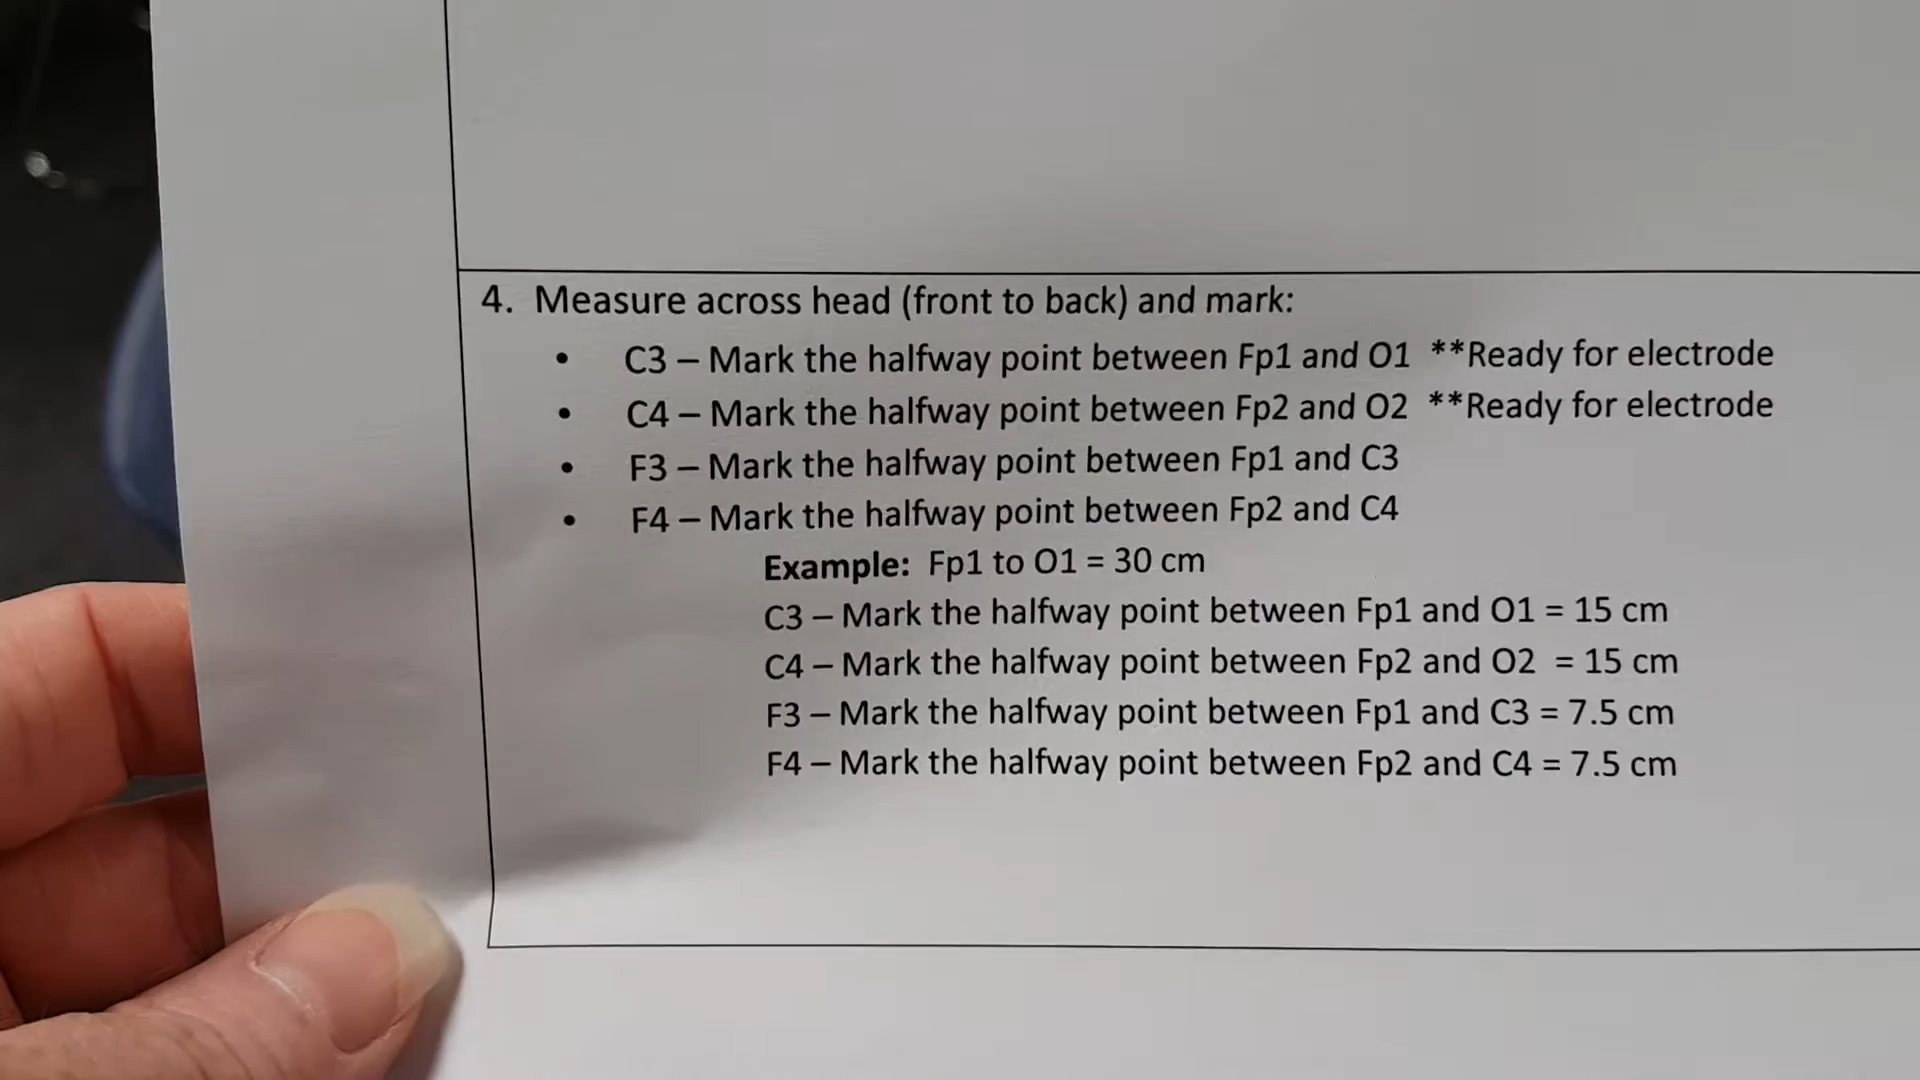 4. Measure across head (front to back) and mark:
• C3 – Mark the halfway point between Fp1 and O1 **Ready for electrode
• C4 – Mark the halfway point between Fp2 and O2 **Ready for electrode
• F3 – Mark the halfway point between Fp1 and C3
• F4 – Mark the halfway point between Fp2 and C4
Example: Fp1 to O1 = 30 cm
C3 – Mark the halfway point between Fp1 and O1 = 15 cm
C4 – Mark the halfway point between Fp2 and O2 = 15 cm
F3 – Mark the halfway point between Fp1 and C3 = 7.5 cm
F4 – Mark the halfway point between Fp2 and C4 = 7.5 cm